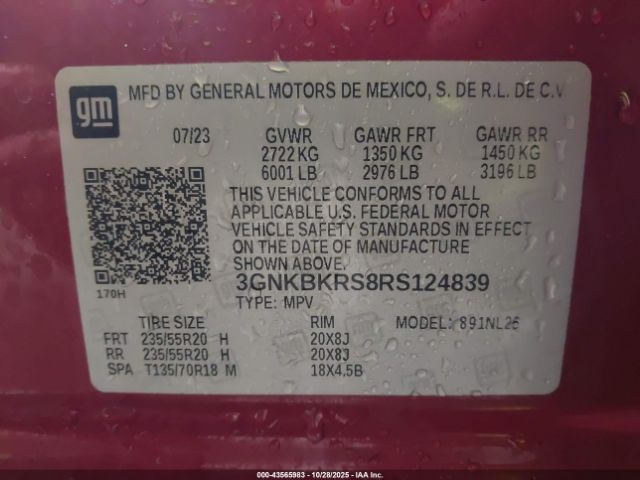 gm
MFD BY GENERAL MOTORS DE MEXICO, S. DE R.L. DE C.V
07/23 GVWR GAWR FRT GAWR RR
2722 KG 1350 KG 1450 KG
6001 LB 2976 LB 3196 LB
THIS VEHICLE CONFORMS TO ALL
APPLICABLE U.S. FEDERAL MOTOR
VEHICLE SAFETY STANDARDS IN EFFECT
ON THE DATE OF MANUFACTURE
SHOWN ABOVE.
3GNKBKRS8RS124839
170H
TYPE: MPV
TIRE SIZE RIM MODEL: 891NL26
FRT 235/55R20 H 20X8J
RR 235/55R20 H 20X8J
SPA T135/70R18 M 18X4.5B
000-43565983 - 10/28/2025 - IAA Inc.